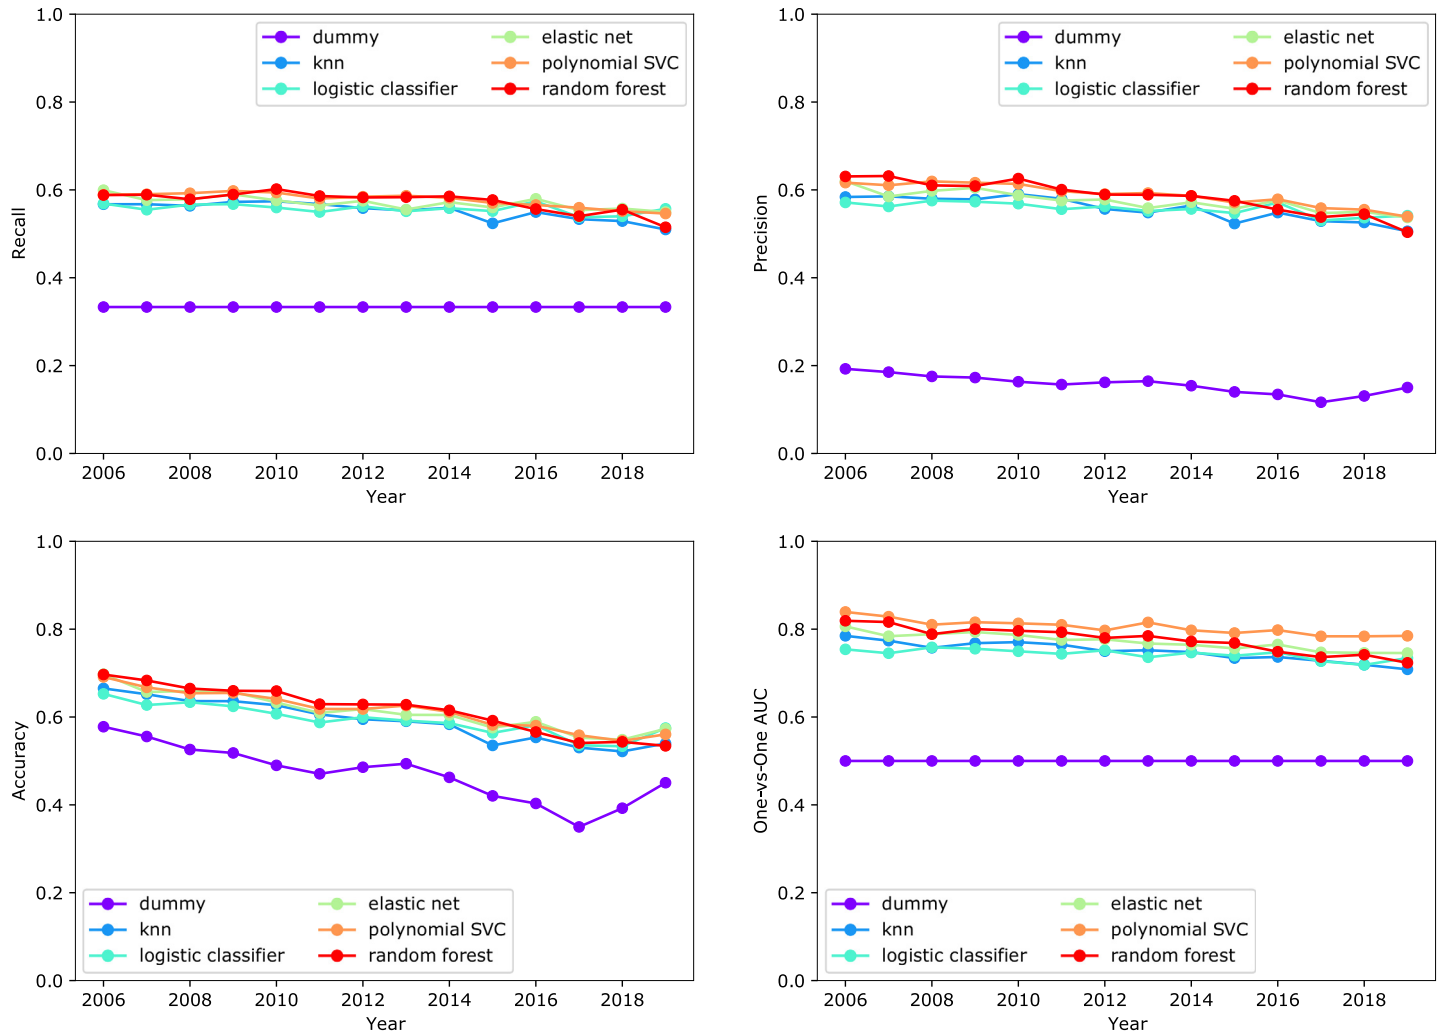 1.0
0.8
0.6
0.4
0.2
0.0
Recall
dummy
knn
logistic classifier
elastic net
polynomial SVC
random forest
2006 2008 2010 2012 2014 2016 2018
Year
1.0
0.8
0.6
0.4
0.2
0.0
Precision
dummy
knn
logistic classifier
elastic net
polynomial SVC
random forest
2006 2008 2010 2012 2014 2016 2018
Year
1.0
0.8
0.6
0.4
0.2
0.0
Accuracy
dummy
knn
logistic classifier
elastic net
polynomial SVC
random forest
2006 2008 2010 2012 2014 2016 2018
Year
1.0
0.8
0.6
0.4
0.2
0.0
One-vs-One AUC
dummy
knn
logistic classifier
elastic net
polynomial SVC
random forest
2006 2008 2010 2012 2014 2016 2018
Year